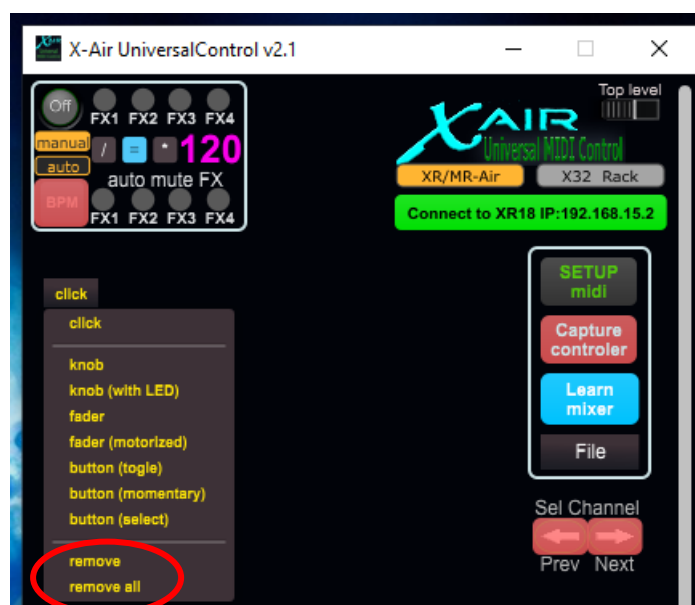 X-Air UniversalControl v2.1
Off
FX1 FX2 FX3 FX4
manual / = * 120
auto
auto mute FX
BPM
FX1 FX2 FX3 FX4
Top level
XAIR
Universal MIDI Control
XR/MR-Air
X32 Rack
Connect to XR18 IP:192.168.15.2
click
click
knob
knob (with LED)
fader
fader (motorized)
button (togle)
button (momentary)
button (select)
remove
remove all
SETUP
midi
Capture
controler
Learn
mixer
File
Sel Channel
Prev Next